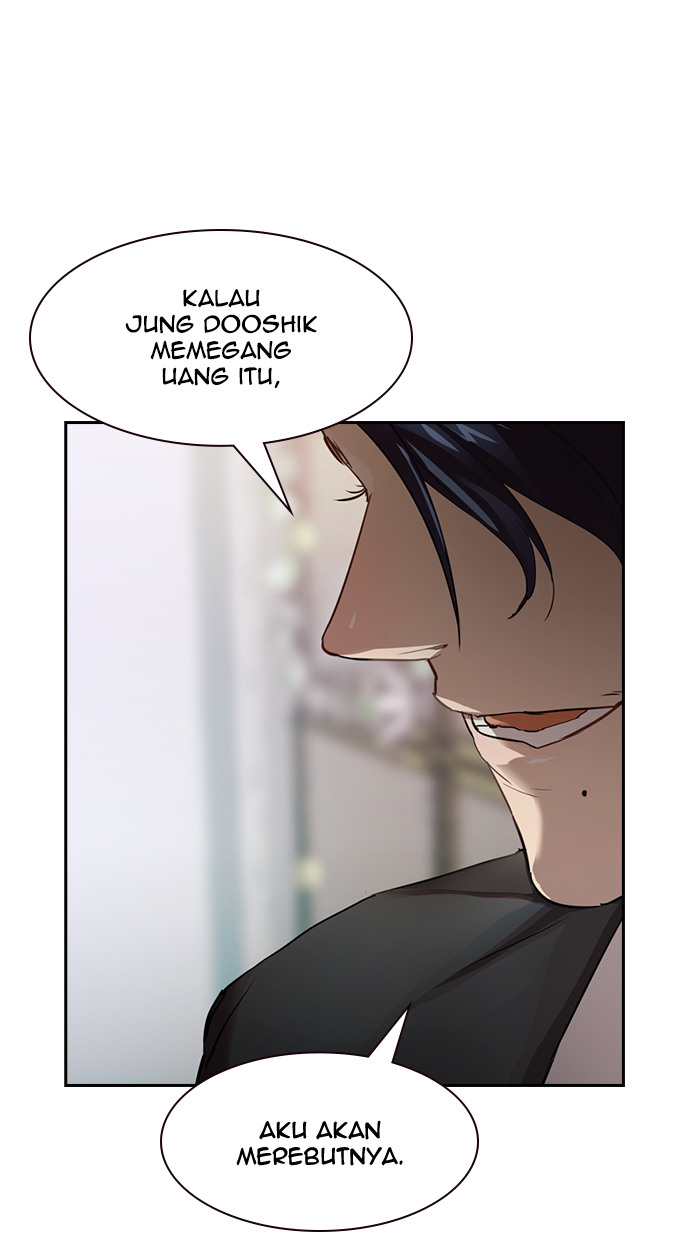 KALAU
JUNG DOOSHIK
MEMEGANG
UANG ITU,
AKU AKAN
MEREBUTNYA.